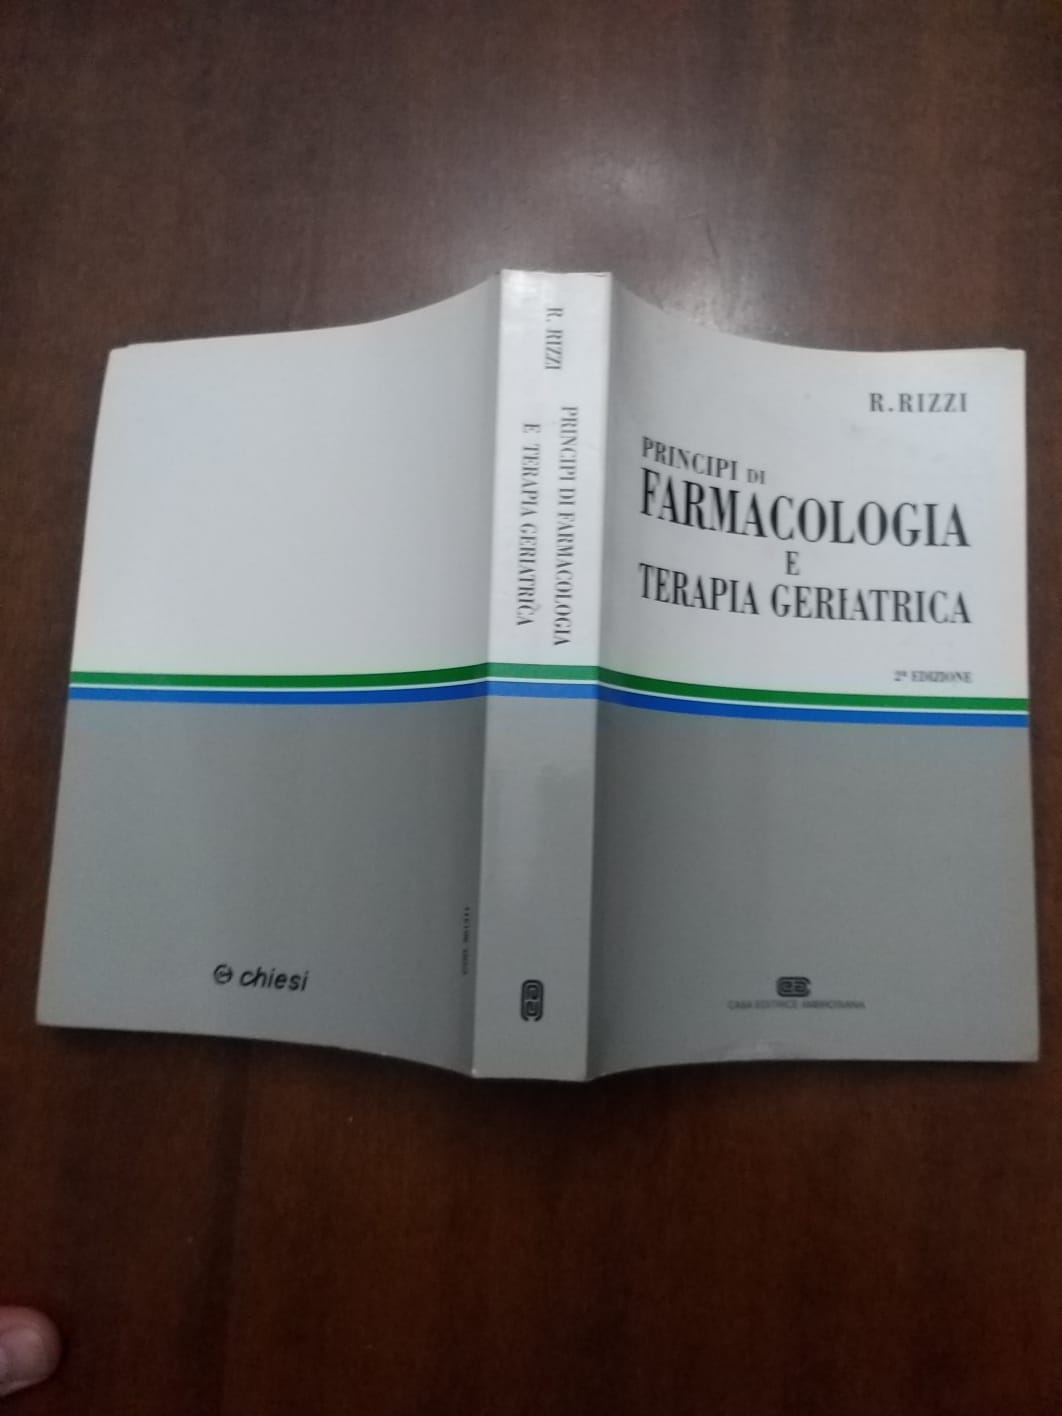 R. RIZZI
PRINCIPI DI
FARMACOLOGIA
E
TERAPIA GERIATRICA
2ª EDIZIONE
CASA EDITRICE AMBROSIANA
R. RIZZI
PRINCIPI DI FARMACOLOGIA
E TERAPIA GERIATRICA
chiesi